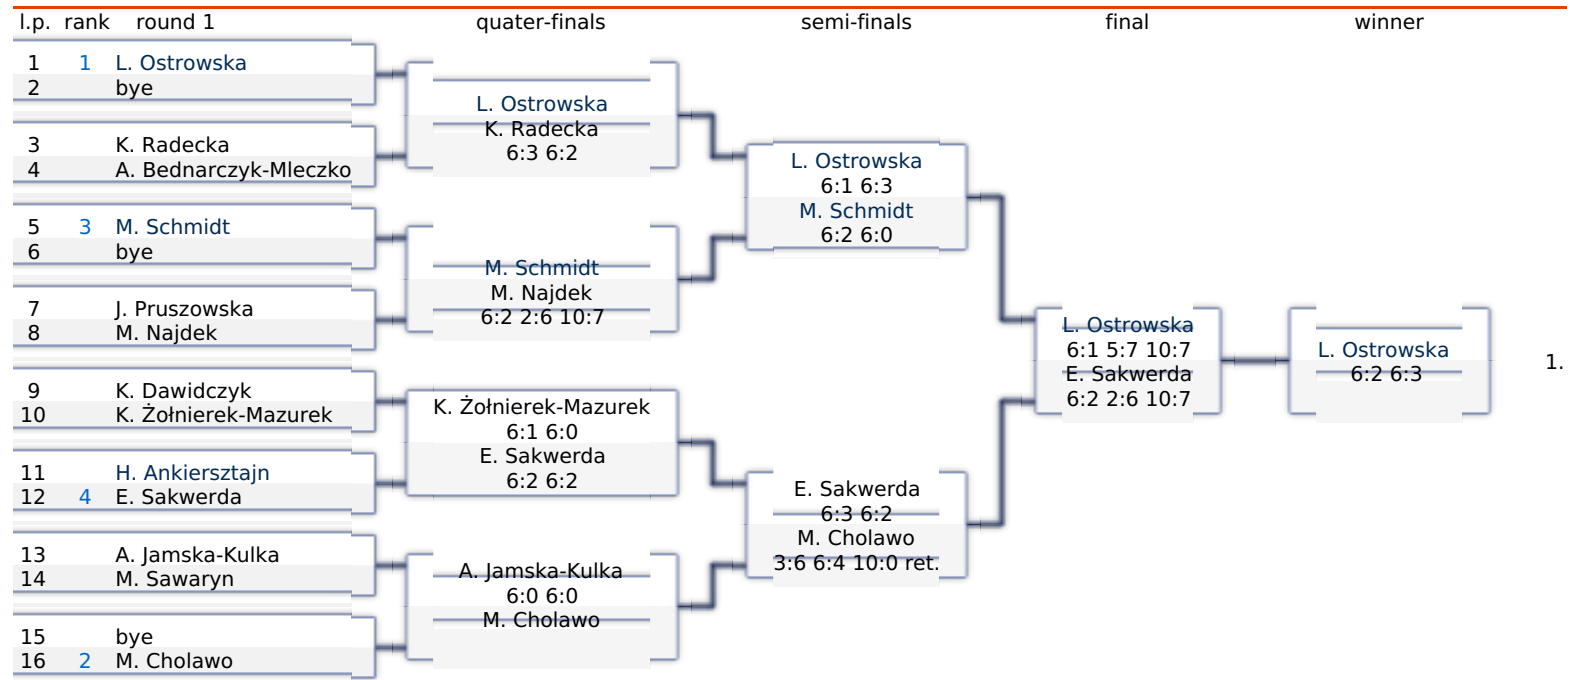 l.p. rank round 1 quater-finals semi-finals final winner
1 1 L. Ostrowska
2 bye
3 K. Radecka
4 A. Bednarczyk-Mleczko
5 3 M. Schmidt
6 bye
7 J. Pruszowska
8 M. Najdek
9 K. Dawidczyk
10 K. Żołnierek-Mazurek
11 H. Ankiersztajn
12 4 E. Sakwerda
13 A. Jamska-Kulka
14 M. Sawaryn
15 bye
16 2 M. Cholawo
L. Ostrowska
K. Radecka
6:3 6:2
M. Schmidt
M. Najdek
6:2 2:6 10:7
K. Żołnierek-Mazurek
6:1 6:0
E. Sakwerda
6:2 6:2
A. Jamska-Kulka
6:0 6:0
M. Cholawo
L. Ostrowska
6:1 6:3
M. Schmidt
6:2 6:0
E. Sakwerda
6:3 6:2
M. Cholawo
3:6 6:4 10:0 ret.
L. Ostrowska
6:1 5:7 10:7
E. Sakwerda
6:2 2:6 10:7
L. Ostrowska
6:2 6:3
1.